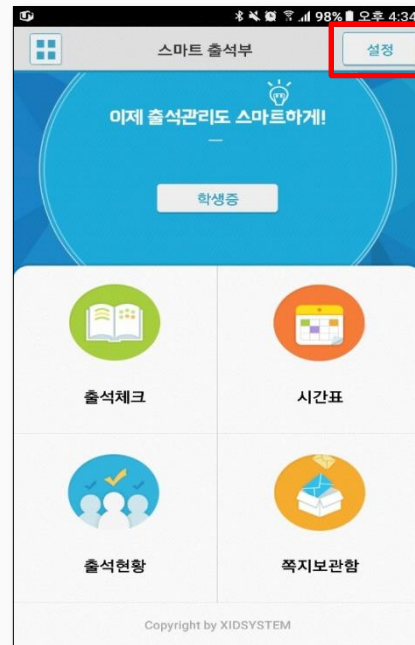 98% 오후 4:34
스마트 출석부
설정
이제 출석관리도 스마트하게!
학생증
출석체크
시간표
출석현황
쪽지보관함
Copyright by XIDSYSTEM